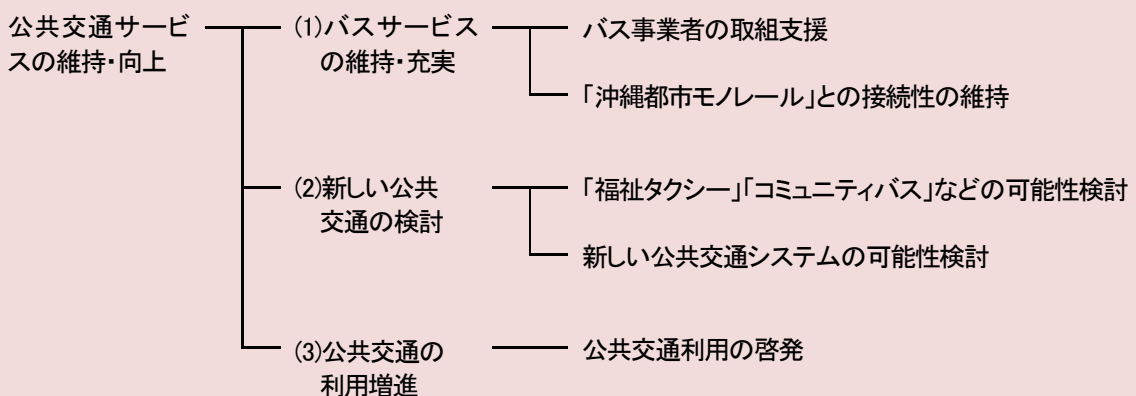 公共交通サービ
スの維持・向上
(1)バスサービス
の維持・充実
バス事業者の取組支援
「沖縄都市モノレール」との接続性の維持
(2)新しい公共
交通の検討
「福祉タクシー」「コミュニティバス」などの可能性検討
新しい公共交通システムの可能性検討
(3)公共交通の
利用増進
公共交通利用の啓発